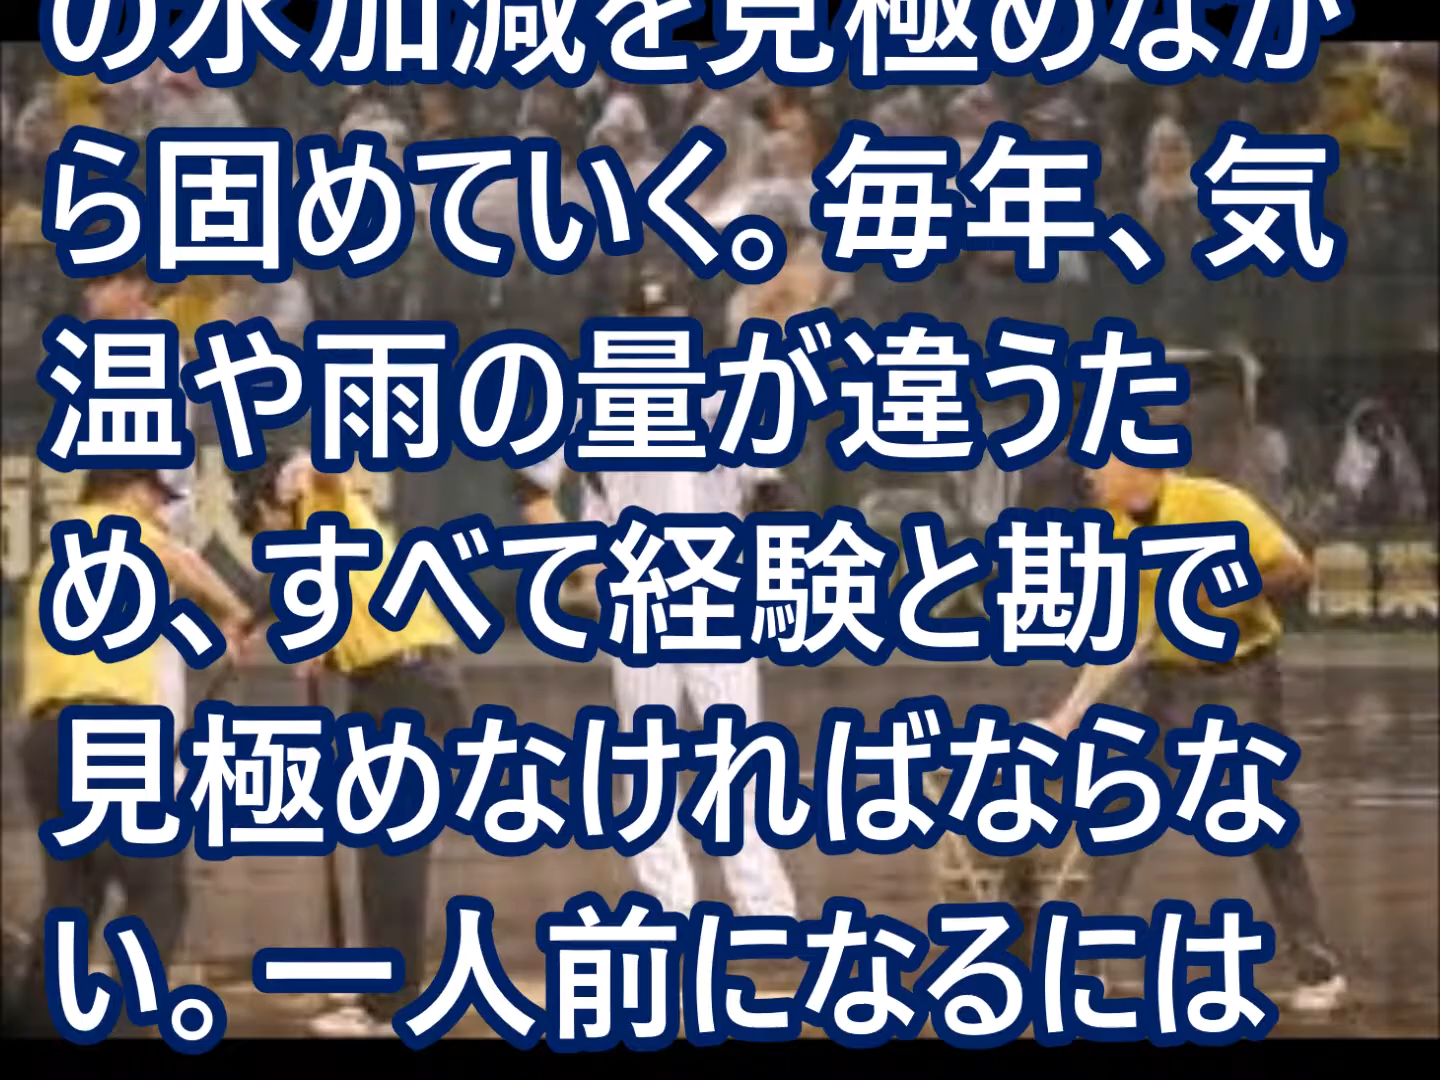 の水加減を見極めなが
ら固めていく。毎年、気
温や雨の量が違うた
め、すべて経験と勘で
見極めなければならな
い。一人前になるには